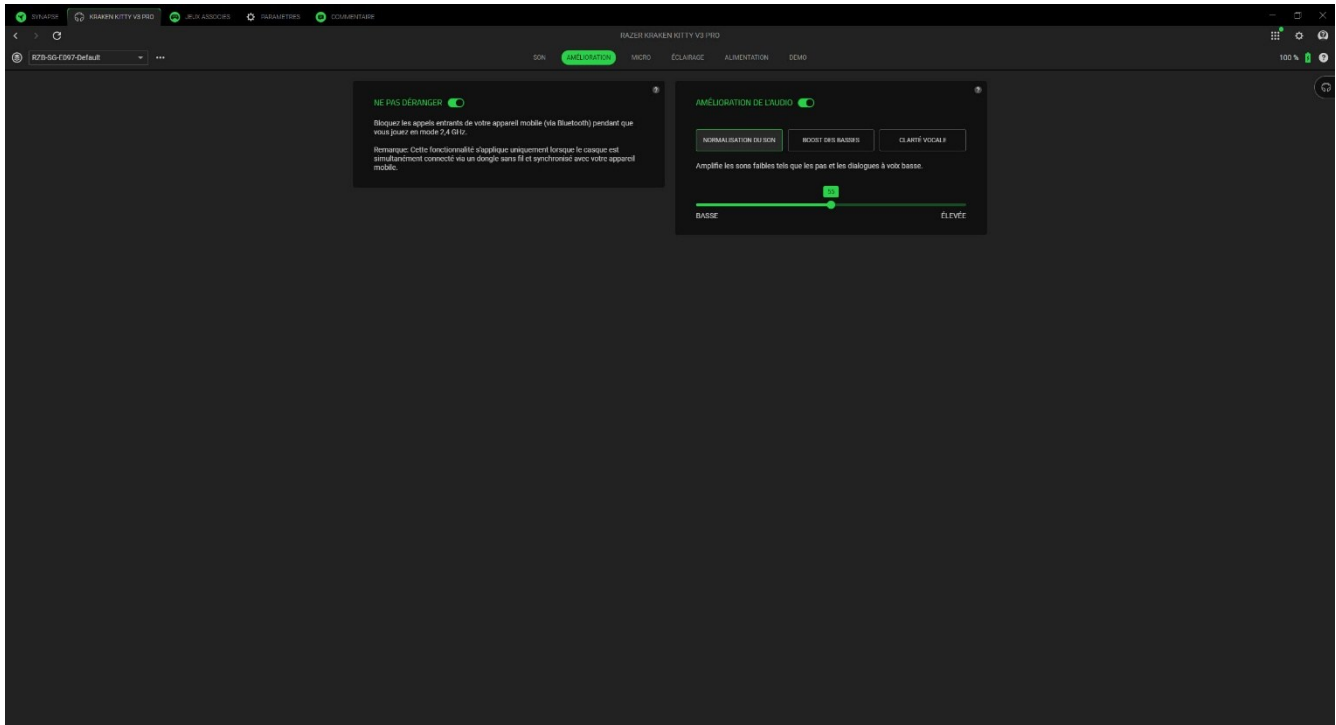 SYNAPSE
KRAKEN KITTY V3 PRO
JEUX ASSOCIÉS
PARAMÈTRES
COMMENTAIRE
RAZER KRAKEN KITTY V3 PRO
RZB-SG-E097-Default
SON
AMÉLIORATION
MICRO
ÉCLAIRAGE
ALIMENTATION
DEMO
100 %
NE PAS DÉRANGER
Bloquez les appels entrants de votre appareil mobile (via Bluetooth) pendant que
vous jouez en mode 2,4 GHz.
Remarque: Cette fonctionnalité s'applique uniquement lorsque le casque est
simultanément connecté via un dongle sans fil et synchronisé avec votre appareil
mobile.
AMÉLIORATION DE L'AUDIO
NORMALISATION DU SON
BOOST DES BASSES
CLARTÉ VOCALE
Amplifie les sons faibles tels que les pas et les dialogues à voix basse.
BASSE
ÉLEVÉE